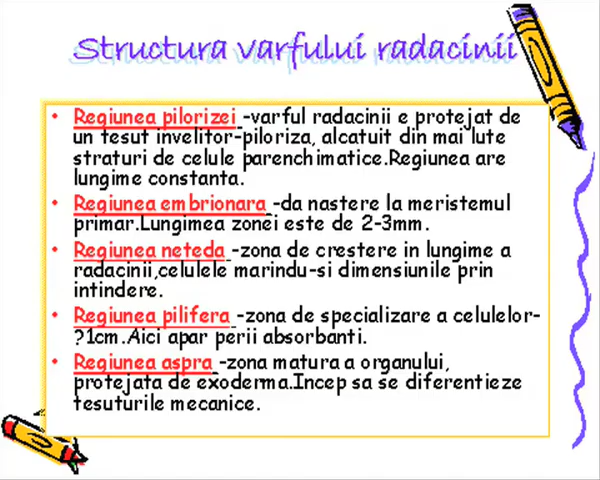 Structura varfului radacinii
• Regiunea pilorizei -varful radacinii e protejat de
un tesut invelitor-piloriza, alcatuit din mai lute
straturi de celule parenchimatice.Regiunea are
lungime constanta.
• Regiunea embrionara -da nastere la meristemul
primar.Lungimea zonei este de 2-3mm.
• Regiunea neteda -zona de crestere in lungime a
radacinii,celulele marindu-si dimensiunile prin
intindere.
• Regiunea pilifera -zona de specializare a celulelor-
?1cm.Aici apar perii absorbanti.
• Regiunea aspra -zona matura a organului,
protejata de exoderma.Incep sa se diferentieze
tesuturile mecanice.